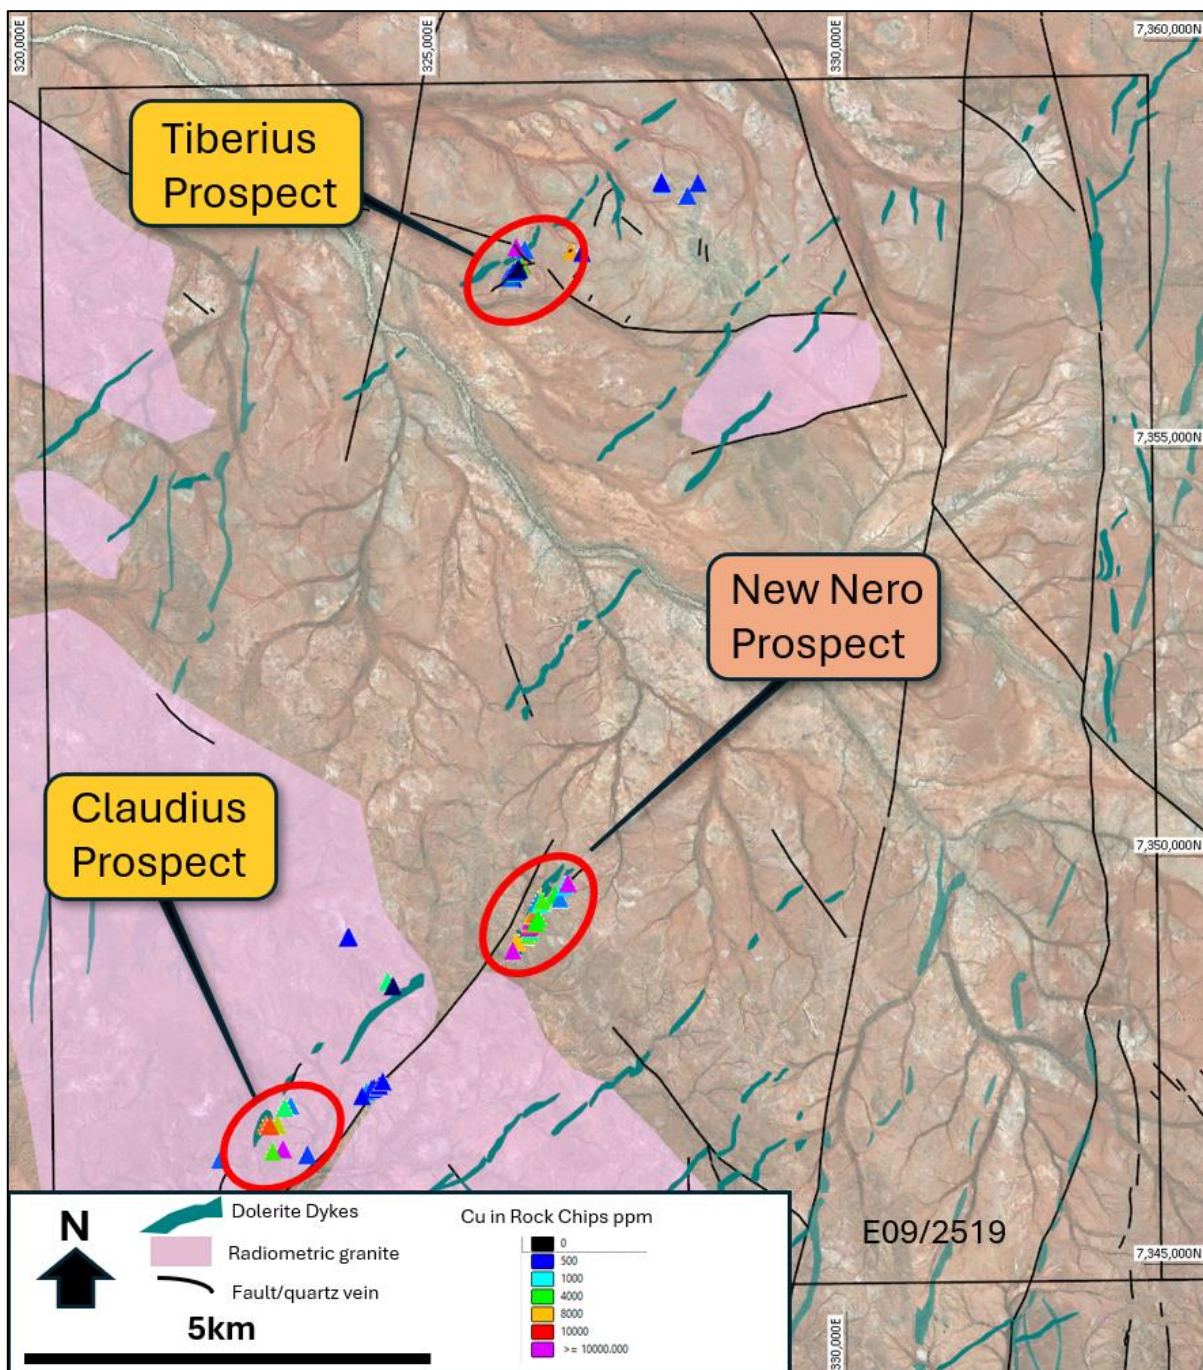 320,000E
325,000E
330,000E
7,360,000N
Tiberius
Prospect
7,355,000N
New Nero
Prospect
Claudius
Prospect
7,350,000N
E09/2519
7,345,000N
330,000E
N
5km
Dolerite Dykes
Radiometric granite
Fault/quartz vein
Cu in Rock Chips ppm
0
500
1000
4000
8000
10000
>= 10000.000